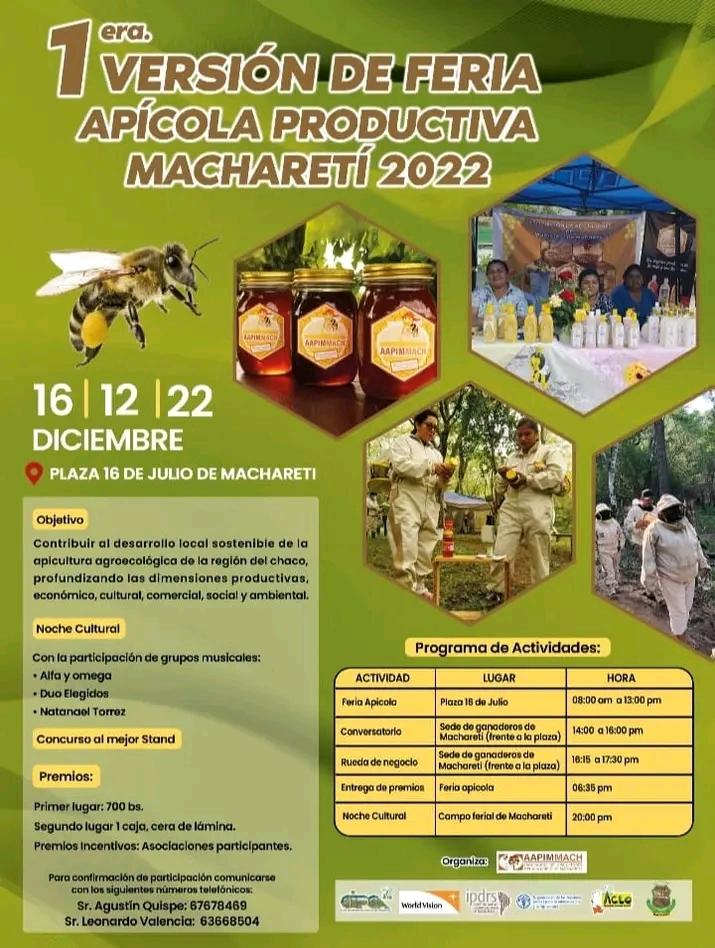 1era.
VERSIÓN DE FERIA
APÍCOLA PRODUCTIVA
MACHARETÍ 2022
AAPIMMACH
AAPIMMACH
AAPIMMACH
16 | 12 | 22
DICIEMBRE
PLAZA 16 DE JULIO DE MACHARETI
Objetivo
Contribuir al desarrollo local sostenible de la
apicultura agroecológica de la región del chaco,
profundizando las dimensiones productivas,
económico, cultural, comercial, social y ambiental.
Noche Cultural
Con la participación de grupos musicales:
• Alfa y omega
• Duo Elegidos
• Natanael Torrez
Concurso al mejor Stand
Premios:
Primer lugar: 700 bs.
Segundo lugar 1 caja, cera de lámina.
Premios Incentivos: Asociaciones participantes.
Para confirmación de participación comunicarse
con los siguientes números telefónicos:
Sr. Agustín Quispe: 67678469
Sr. Leonardo Valencia: 63668504
Programa de Actividades:
ACTIVIDAD LUGAR HORA
Feria Apicola Plaza 16 de Julio 08:00 am a 13:00 pm
Conversatorio Sede de ganaderos de
Machareti (frente a la plaza) 14:00 a 16:00 pm
Rueda de negocio Sede de ganaderos de
Machareti (frente a la plaza) 16:15 a 17:30 pm
Entrega de premios Feria apicola 06:35 pm
Noche Cultural Campo ferial de Machareti 20:00 pm
Organiza: AAPIMMACH
CIPCA World Vision ipdrs ACLO